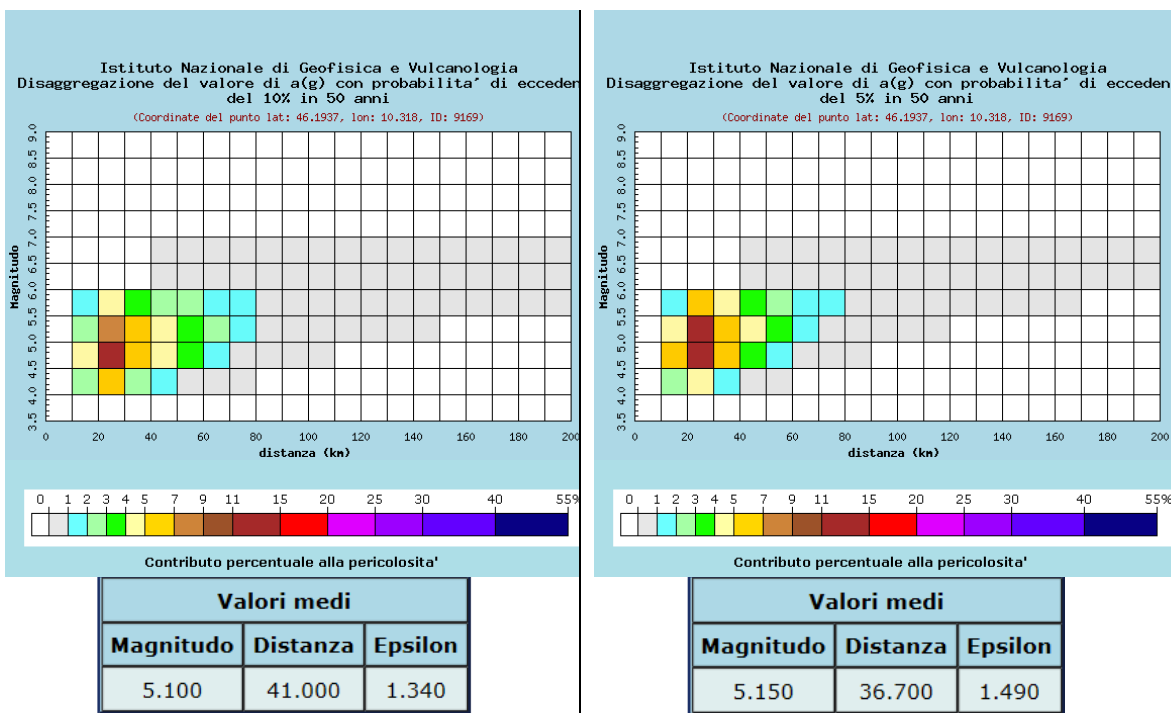 Istituto Nazionale di Geofisica e Vulcanologia
Disaggregazione del valore di a(g) con probabilita' di ecceden
del 10% in 50 anni
(Coordinate del punto lat: 46.1937, lon: 10.318, ID: 9169)
Magnitudo
9.0
8.5
8.0
7.5
7.0
6.5
6.0
5.5
5.0
4.5
4.0
3.5
0 20 40 60 80 100 120 140 160 180 200
distanza (km)
0 1 2 3 4 5 7 9 11 15 20 25 30 40 55%
Contributo percentuale alla pericolosita'
Valori medi
Magnitudo Distanza Epsilon
5.100 41.000 1.340
Istituto Nazionale di Geofisica e Vulcanologia
Disaggregazione del valore di a(g) con probabilita' di ecceden
del 5% in 50 anni
(Coordinate del punto lat: 46.1937, lon: 10.318, ID: 9169)
Magnitudo
9.0
8.5
8.0
7.5
7.0
6.5
6.0
5.5
5.0
4.5
4.0
3.5
0 20 40 60 80 100 120 140 160 180 200
distanza (km)
0 1 2 3 4 5 7 9 11 15 20 25 30 40 55%
Contributo percentuale alla pericolosita'
Valori medi
Magnitudo Distanza Epsilon
5.150 36.700 1.490